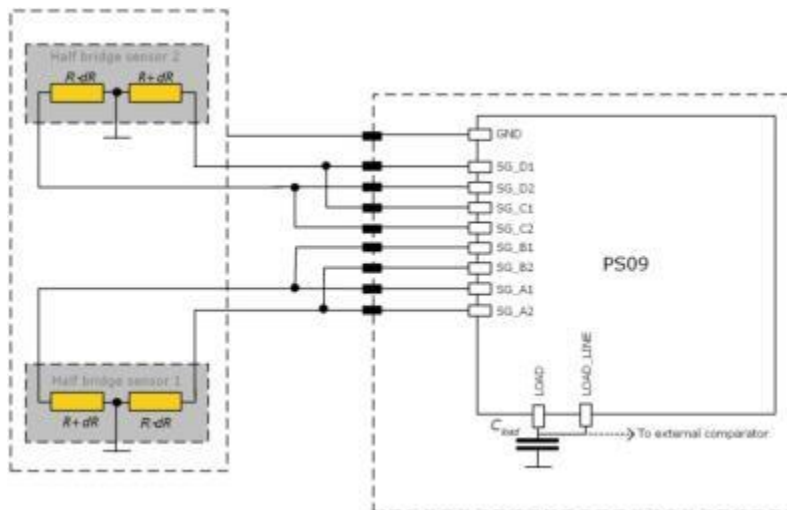 Half bridge sensor 2
R-dR R+dR
GND
SG_D1
SG_D2
SG_C1
SG_C2
SG_B1
SG_B2
SG_A1
SG_A2
PS09
LOAD
LOAD_LINE
Half bridge sensor 1
R+dR R-dR
Cload
To external comparator